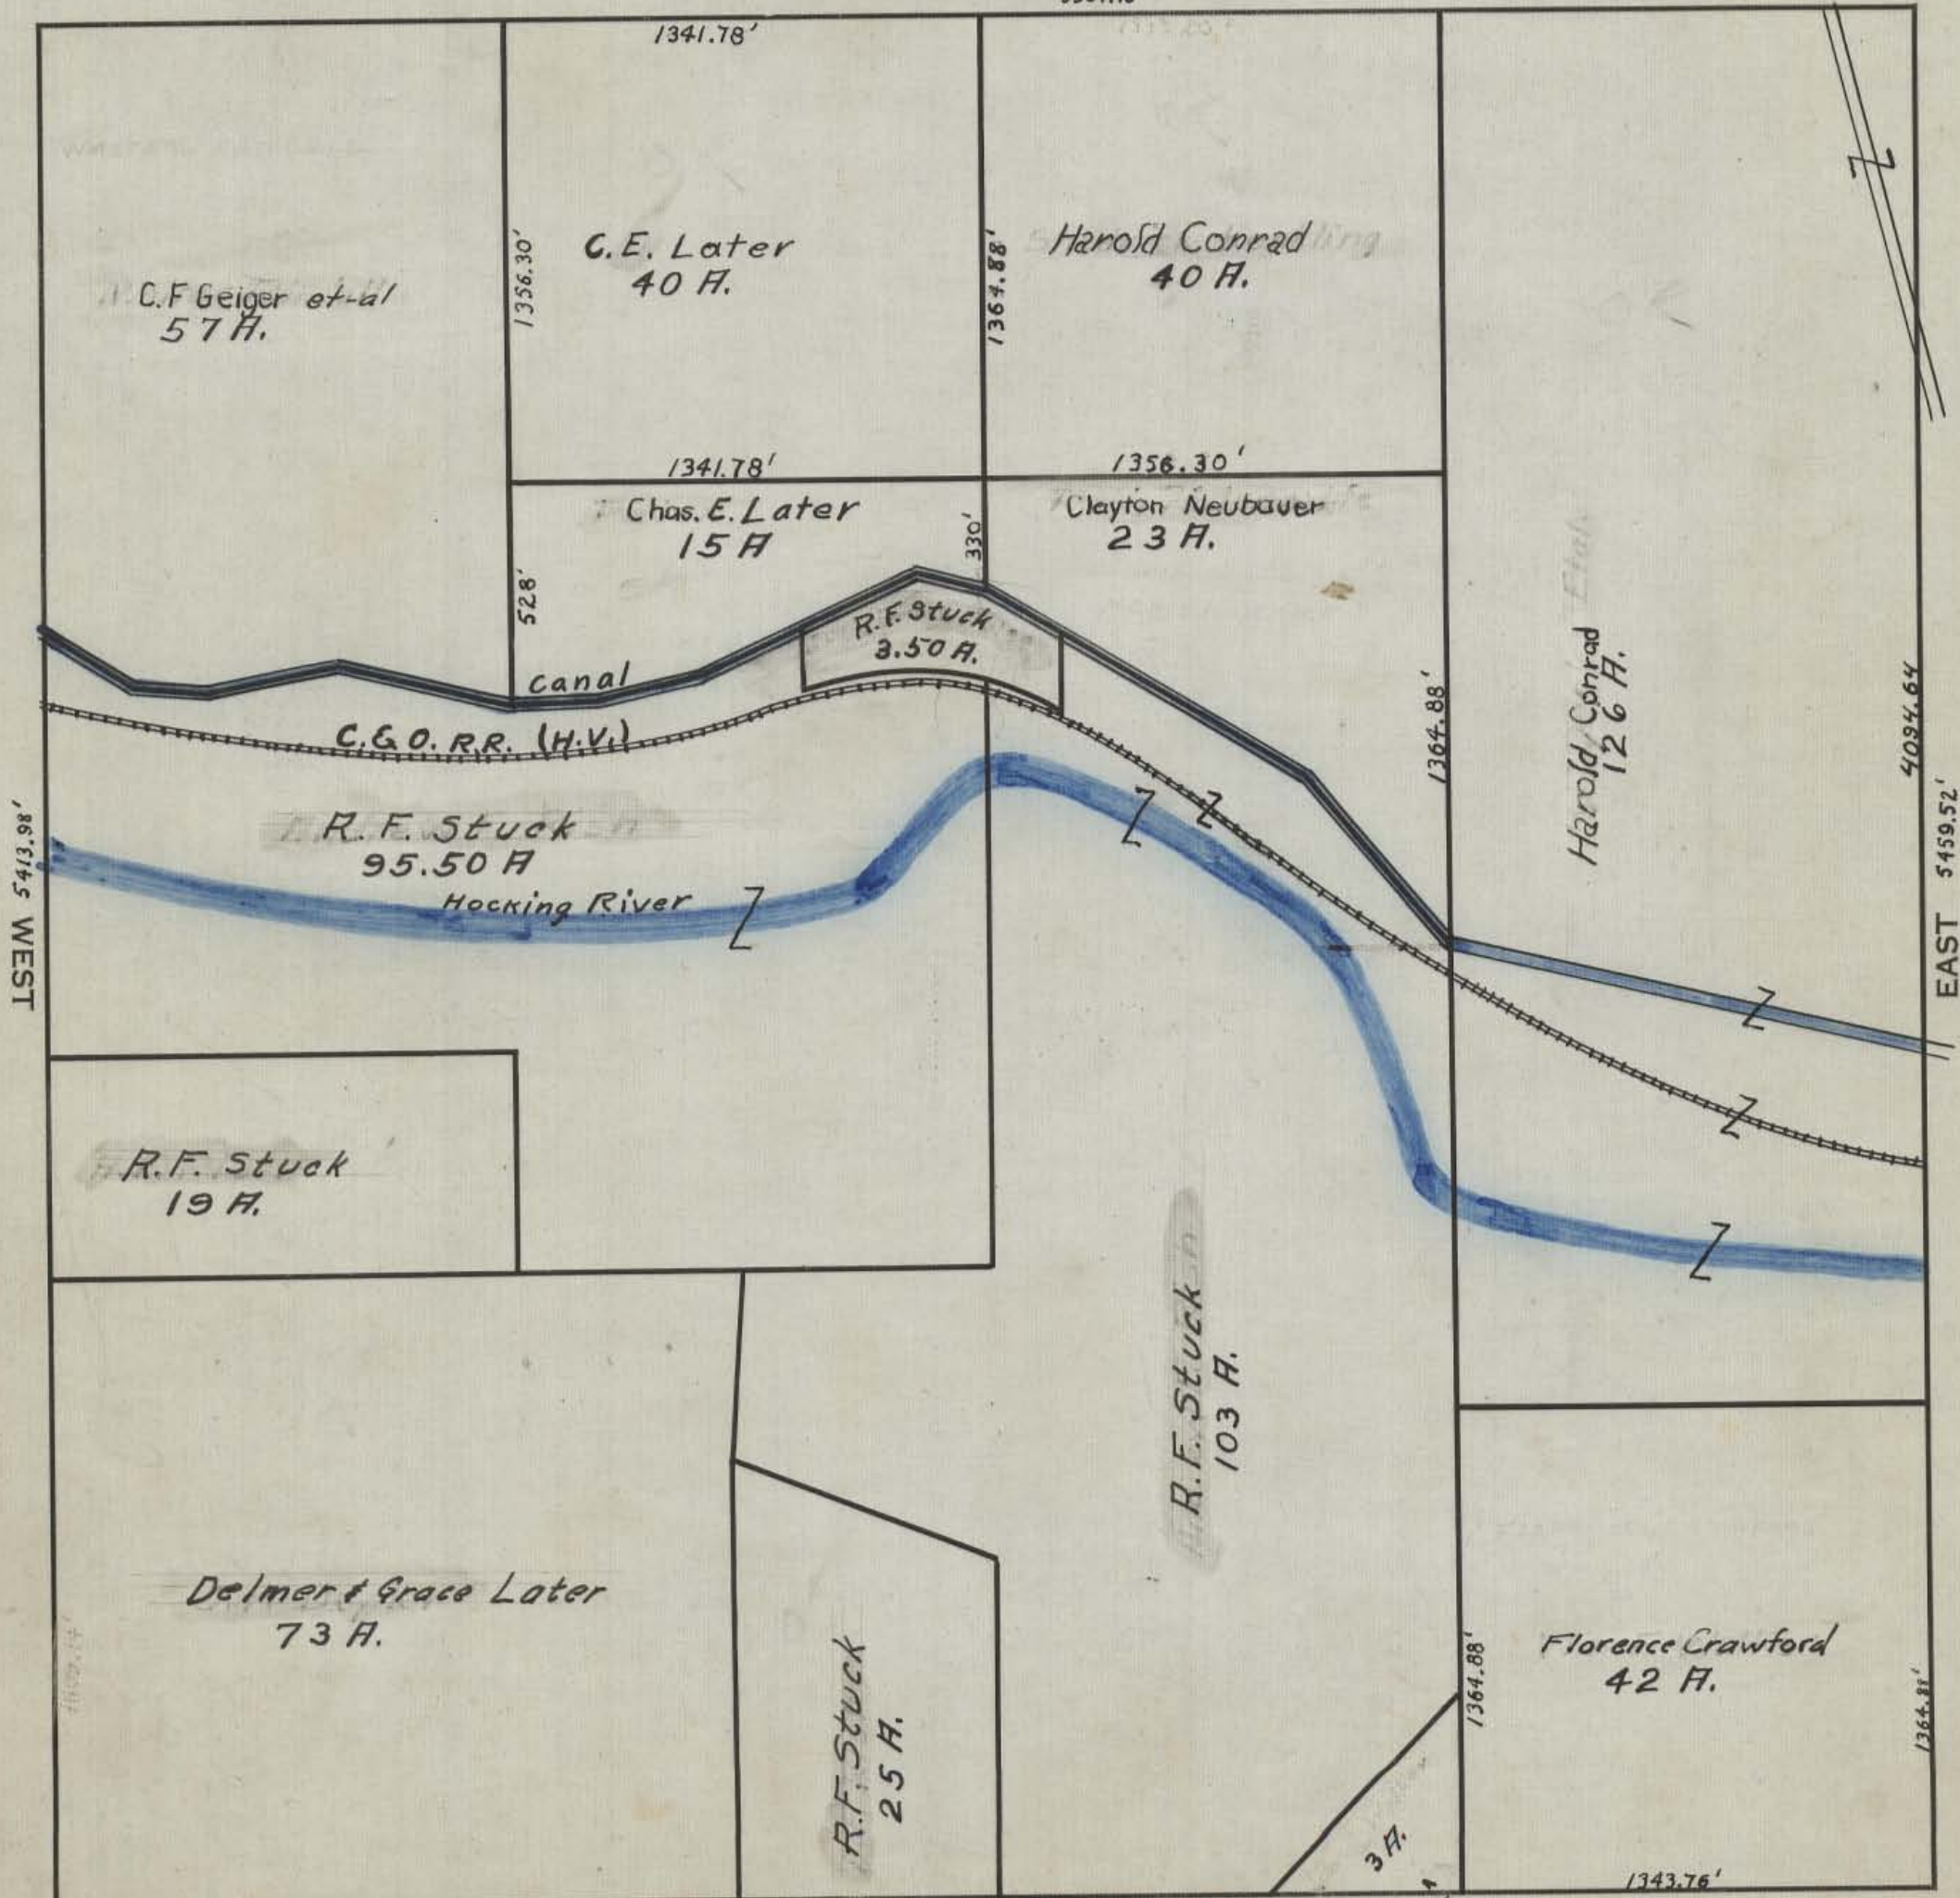 1341.78'
C.F Geiger et-al
57 A.
1356.30'
C.E. Later
40 A.
1364.88'
Harold Conrad
40 A.
1341.78'
1356.30'
Chas. E. Later
15 A
528'
330'
Clayton Neubauer
23 A.
R.F. Stuck
3.50 A.
canal
C.&O. R.R. (H.V.)
1364.88'
Harold Conrad Etal
126 A.
4094.64
5413.98'
WEST
5459.52'
EAST
R. F. Stuck
95.50 A
Hocking River
R.F. Stuck
19 A.
R.F. Stuck
103 A.
Delmer & Grace Later
73 A.
R.F. Stuck
25 A.
3 A.
1364.88'
Florence Crawford
42 A.
1343.76'